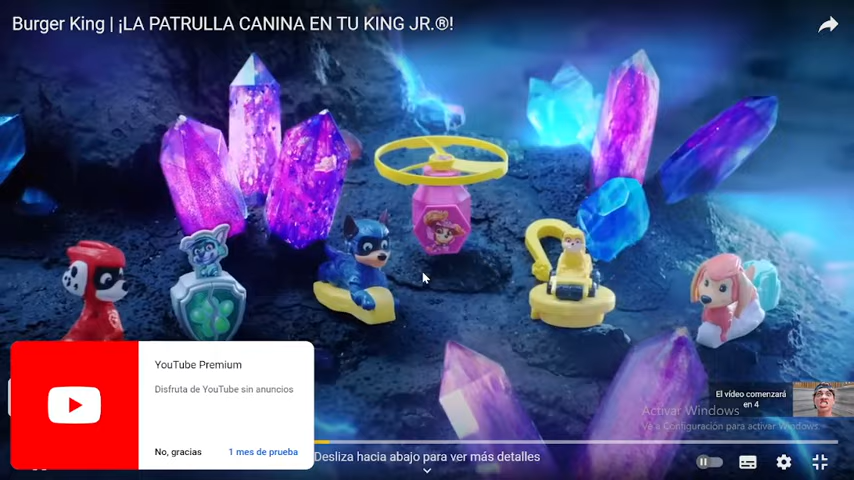 Burger King | ¡LA PATRULLA CANINA EN TU KING JR.®!
YouTube Premium
Disfruta de YouTube sin anuncios
No, gracias
1 mes de prueba
El vídeo comenzará
en 4
Activar Windows
Ve a Configuración para activar Windows.
Desliza hacia abajo para ver más detalles